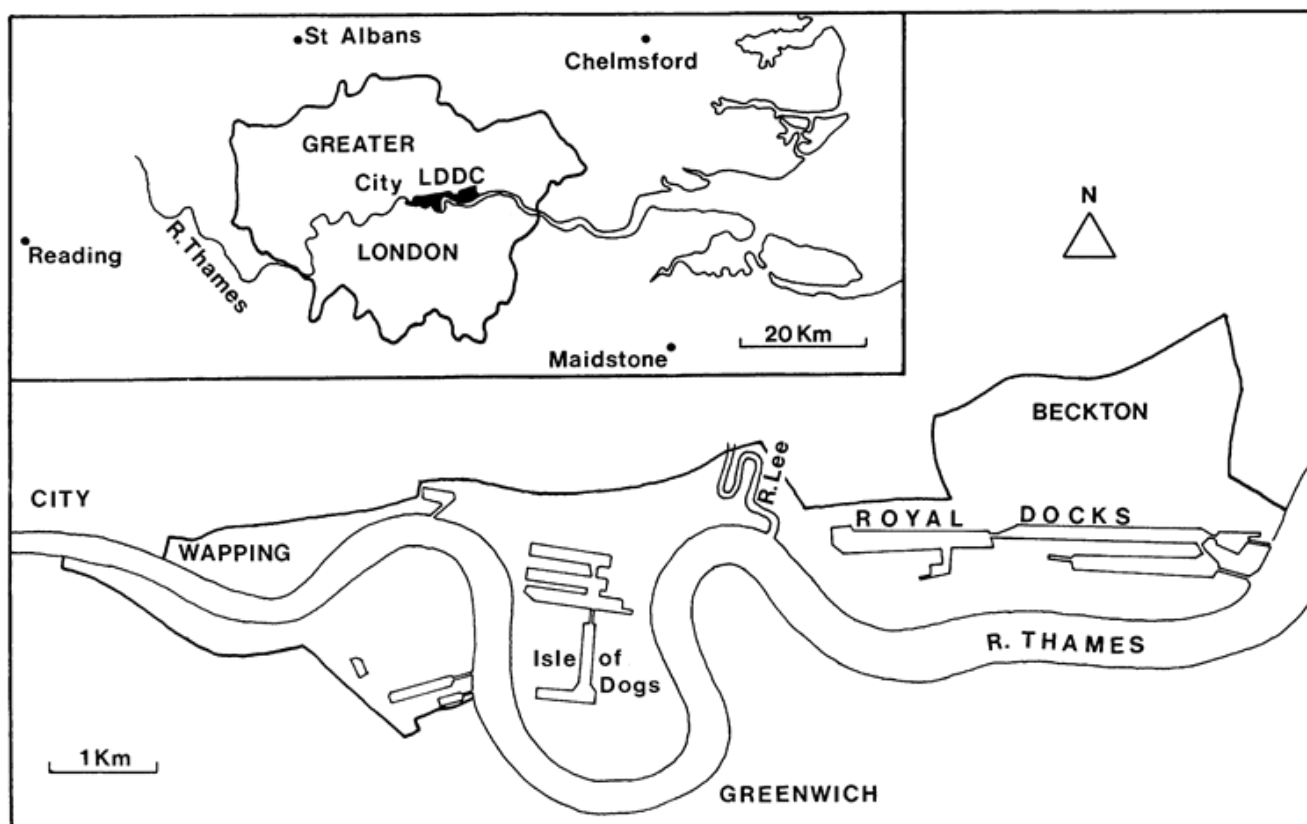 St Albans
Chelmsford
GREATER
City LDDC
R. Thames
Reading
LONDON
20 Km
Maidstone
N
BECKTON
CITY
R. Lee
ROYAL DOCKS
WAPPING
R. THAMES
Isle of
Dogs
1 Km
GREENWICH